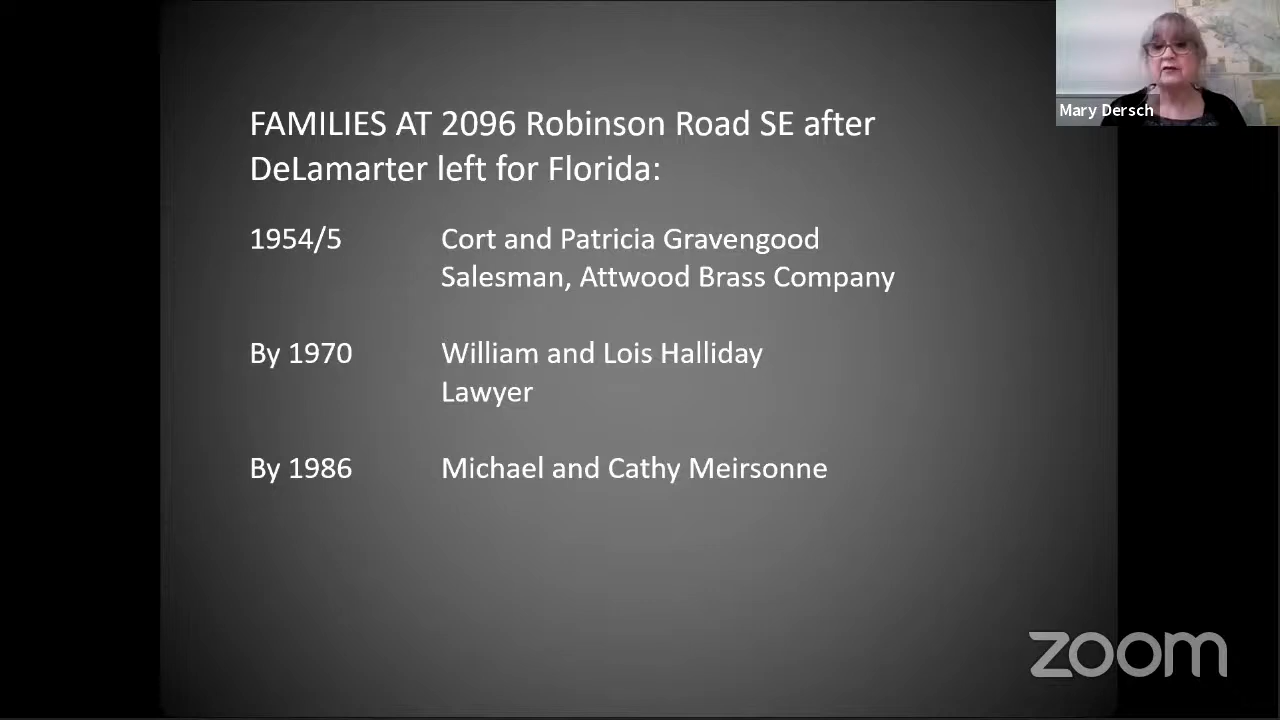 FAMILIES AT 2096 Robinson Road SE after
DeLamarter left for Florida:
1954/5 Cort and Patricia Gravengood
Salesman, Attwood Brass Company
By 1970 William and Lois Halliday
Lawyer
By 1986 Michael and Cathy Meirsonne
Mary Dersch
zoom